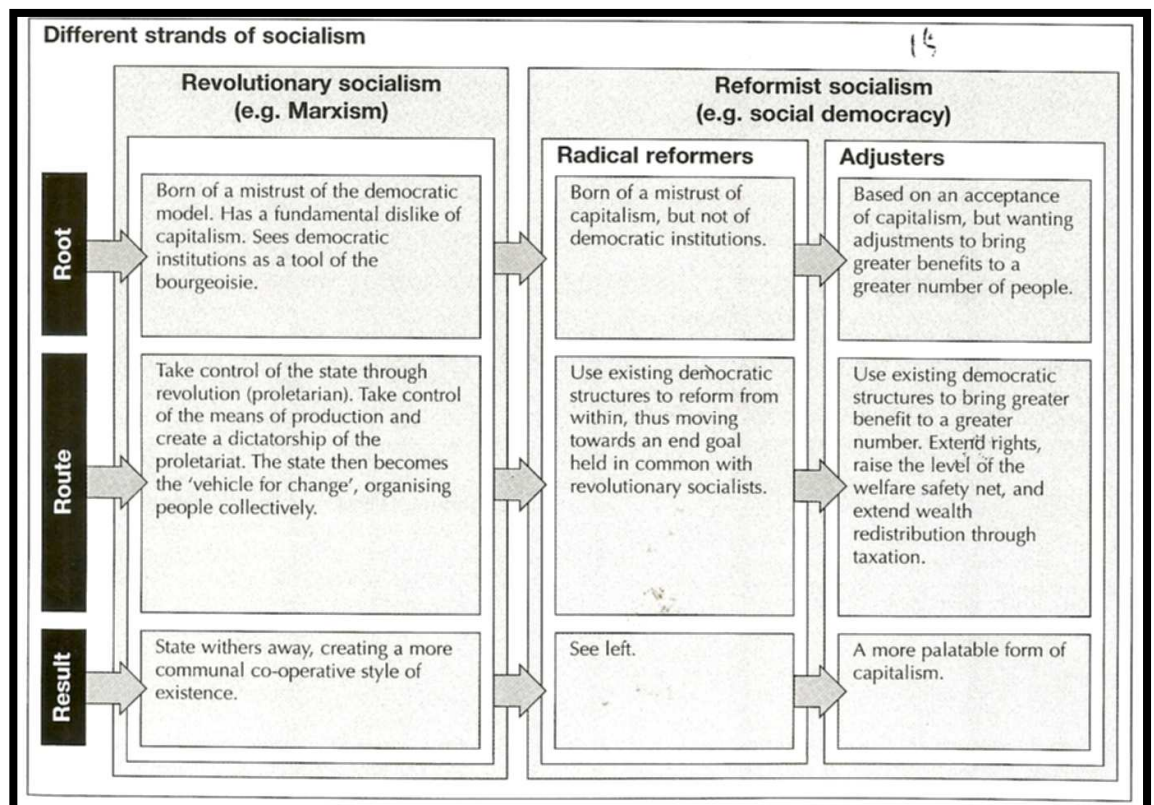 Different strands of socialism
15
Revolutionary socialism
(e.g. Marxism)
Reformist socialism
(e.g. social democracy)
Radical reformers
Adjusters
Root
Born of a mistrust of the democratic
model. Has a fundamental dislike of
capitalism. Sees democratic
institutions as a tool of the
bourgeoisie.
Born of a mistrust of
capitalism, but not of
democratic institutions.
Based on an acceptance
of capitalism, but wanting
adjustments to bring
greater benefits to a
greater number of people.
Route
Take control of the state through
revolution (proletarian). Take control
of the means of production and
create a dictatorship of the
proletariat. The state then becomes
the ‘vehicle for change’, organising
people collectively.
Use existing democratic
structures to reform from
within, thus moving
towards an end goal
held in common with
revolutionary socialists.
Use existing democratic
structures to bring greater
benefit to a greater
number. Extend rights,
raise the level of the
welfare safety net, and
extend wealth
redistribution through
taxation.
Result
State withers away, creating a more
communal co-operative style of
existence.
See left.
A more palatable form of
capitalism.